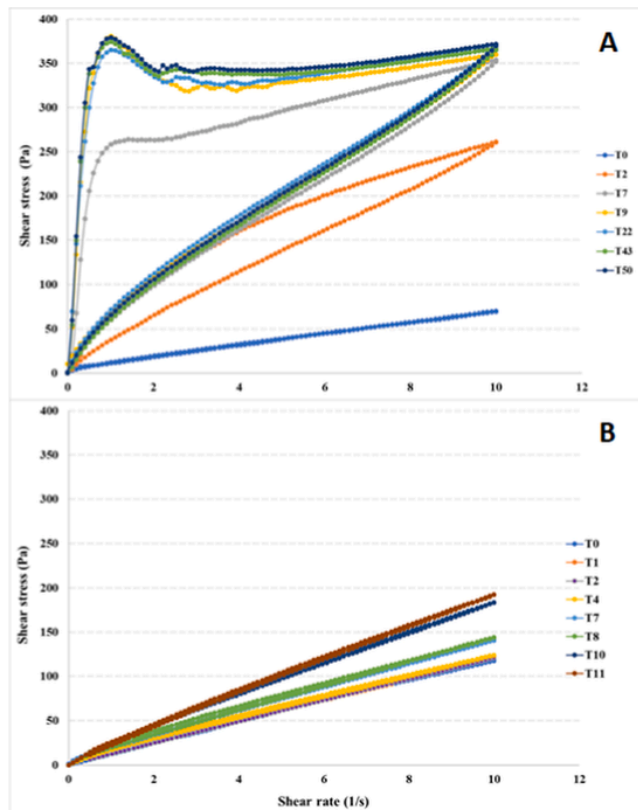 A
400
350
300
250
200
150
100
50
0
Shear stress (Pa)
0 2 4 6 8 10 12
T0
T2
T7
T9
T22
T43
T50
B
400
350
300
250
200
150
100
50
0
Shear stress (Pa)
0 2 4 6 8 10 12
Shear rate (1/s)
T0
T1
T2
T4
T7
T8
T10
T11